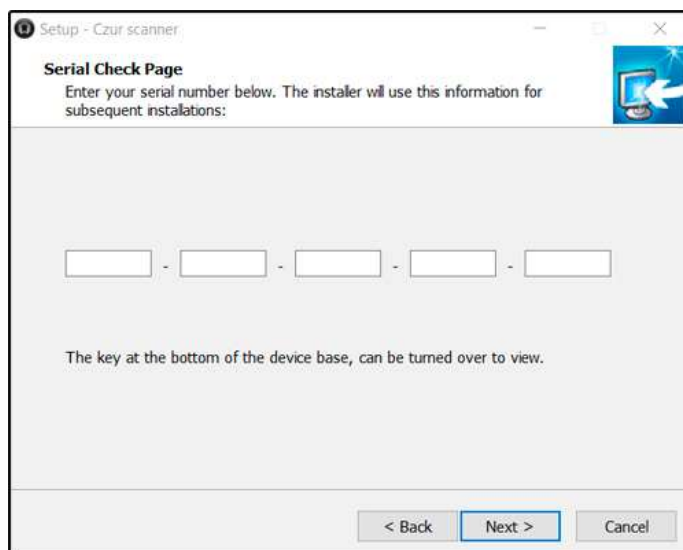 Setup - Czur scanner
Serial Check Page
Enter your serial number below. The installer will use this information for
subsequent installations:
- - - -
The key at the bottom of the device base, can be turned over to view.
< Back Next > Cancel